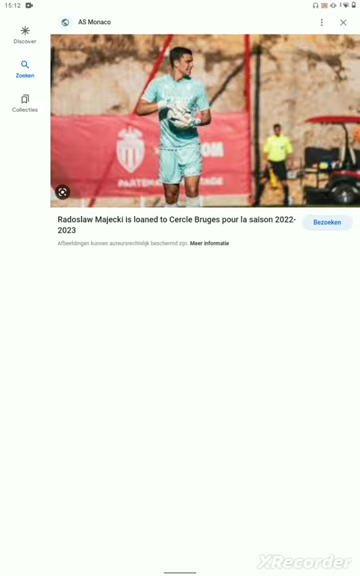 15:12
AS Monaco
Discover
Zoeken
Collecties
.COM
Radoslaw Majecki is loaned to Cercle Bruges pour la saison 2022-
2023
Bezoeken
Afbeeldingen kunnen auteursrechtelijk beschermd zijn. Meer informatie
XRecorder